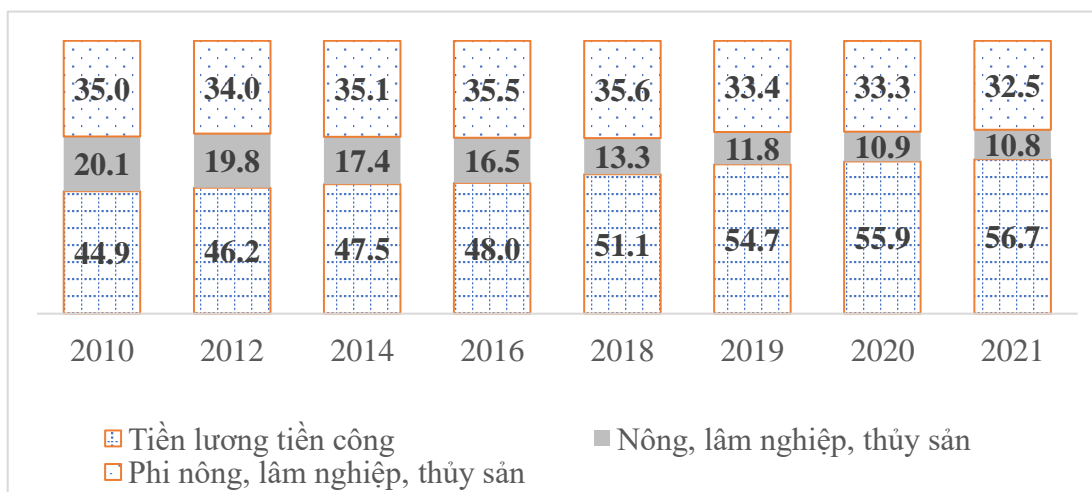 35.0 34.0 35.1 35.5 35.6 33.4 33.3 32.5
20.1 19.8 17.4 16.5 13.3 11.8 10.9 10.8
44.9 46.2 47.5 48.0 51.1 54.7 55.9 56.7
2010 2012 2014 2016 2018 2019 2020 2021
Tiền lương tiền công Nông, lâm nghiệp, thủy sản
Phi nông, lâm nghiệp, thủy sản